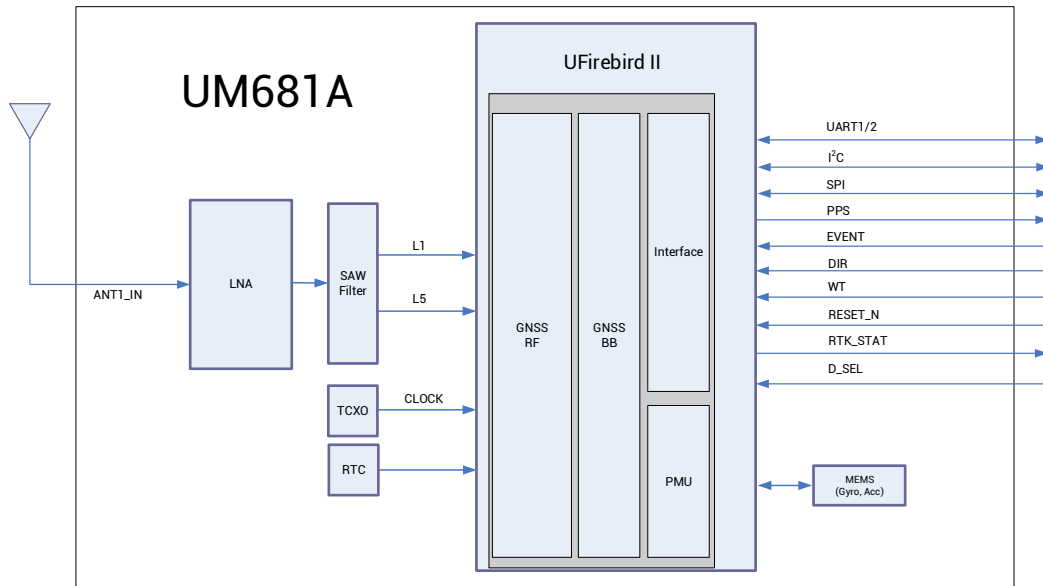 UFirebird II
UM681A
UART1/2
I²C
SPI
PPS
EVENT
DIR
WT
RESET_N
RTK_STAT
D_SEL
L1
Interface
LNA
SAW
Filter
ANT1_IN
L5
GNSS
RF
GNSS
BB
CLOCK
TCXO
RTC
PMU
MEMS
(Gyro, Acc)